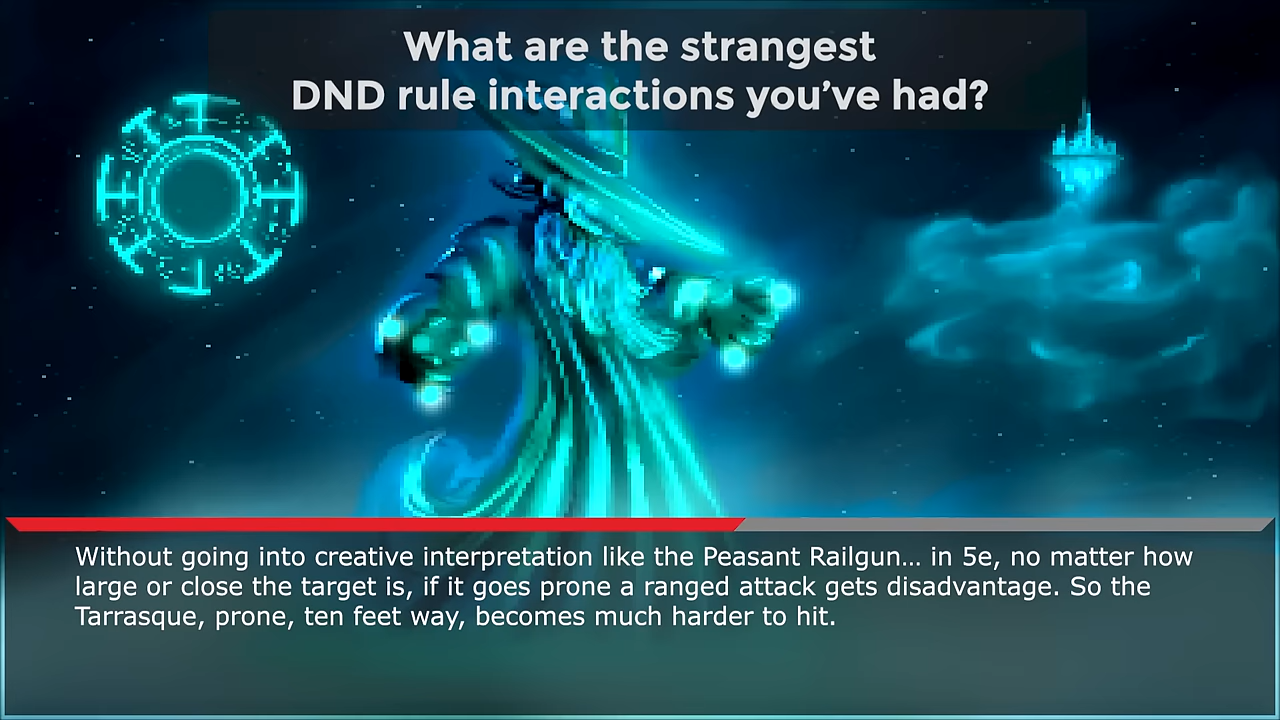 What are the strangest
DND rule interactions you’ve had?
Without going into creative interpretation like the Peasant Railgun... in 5e, no matter how
large or close the target is, if it goes prone a ranged attack gets disadvantage. So the
Tarrasque, prone, ten feet way, becomes much harder to hit.